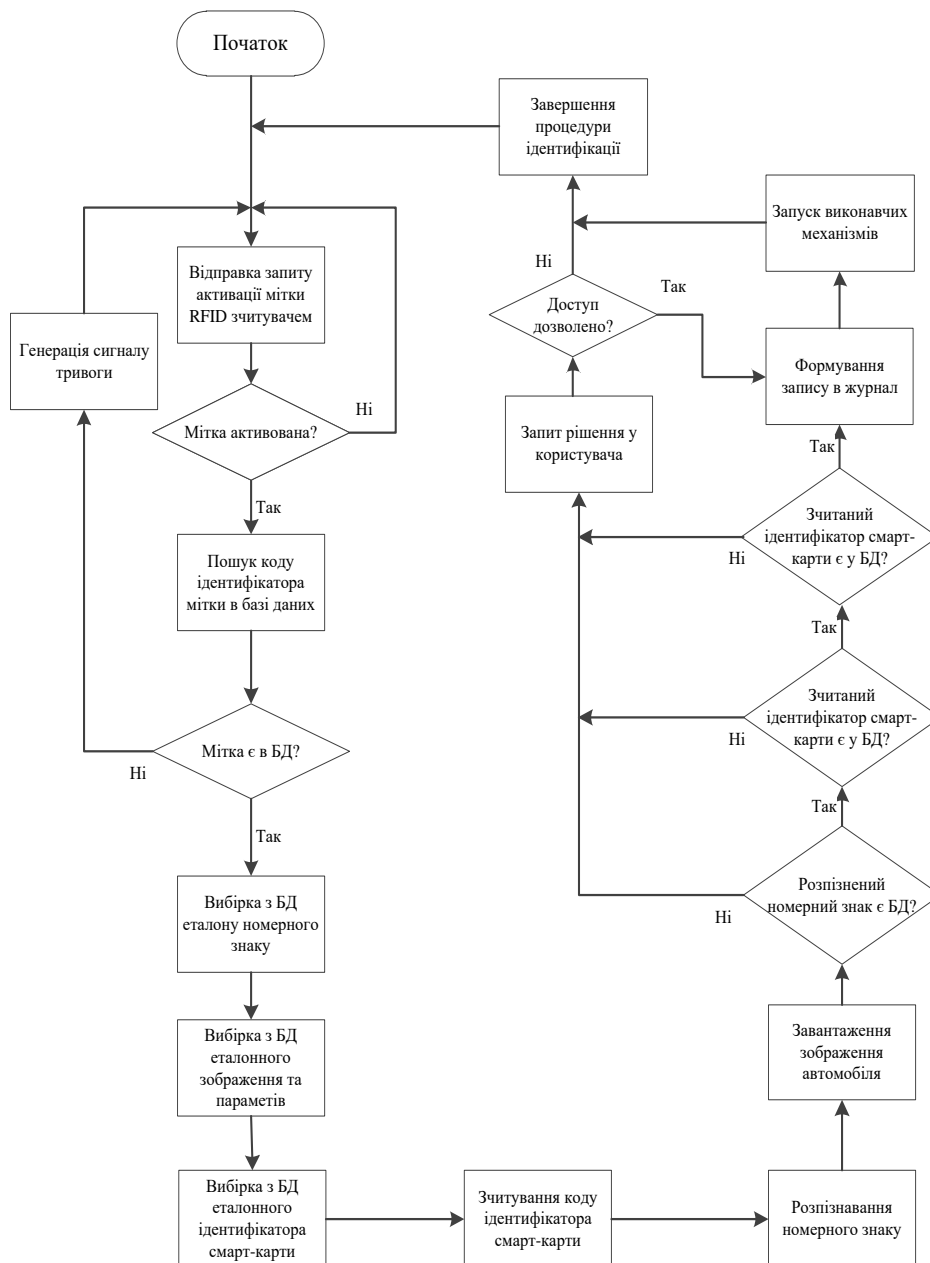 Початок
Завершення
процедури
ідентифікації
Запуск виконавчих
механізмів
Відправка запиту
активації мітки
RFID зчитувачем
Ні
Доступ
дозволено?
Так
Генерація сигналу
тривоги
Формування
запису в журнал
Мітка активована?
Ні
Запит рішення у
користувача
Так
Так
Пошук коду
ідентифікатора
мітки в базі даних
Зчитаний
ідентифікатор смарт-
карти є у БД?
Ні
Так
Мітка є в БД?
Ні
Зчитаний
ідентифікатор смарт-
карти є у БД?
Ні
Так
Так
Вибірка з БД
еталону номерного
знаку
Розпізнений
номерний знак є БД?
Ні
Вибірка з БД
еталонного
зображення та
параметів
Завантаження
зображення
автомобіля
Вибірка з БД
еталонного
ідентифікатора
смарт-карти
Зчитування коду
ідентифікатора
смарт-карти
Розпізнавання
номерного знаку